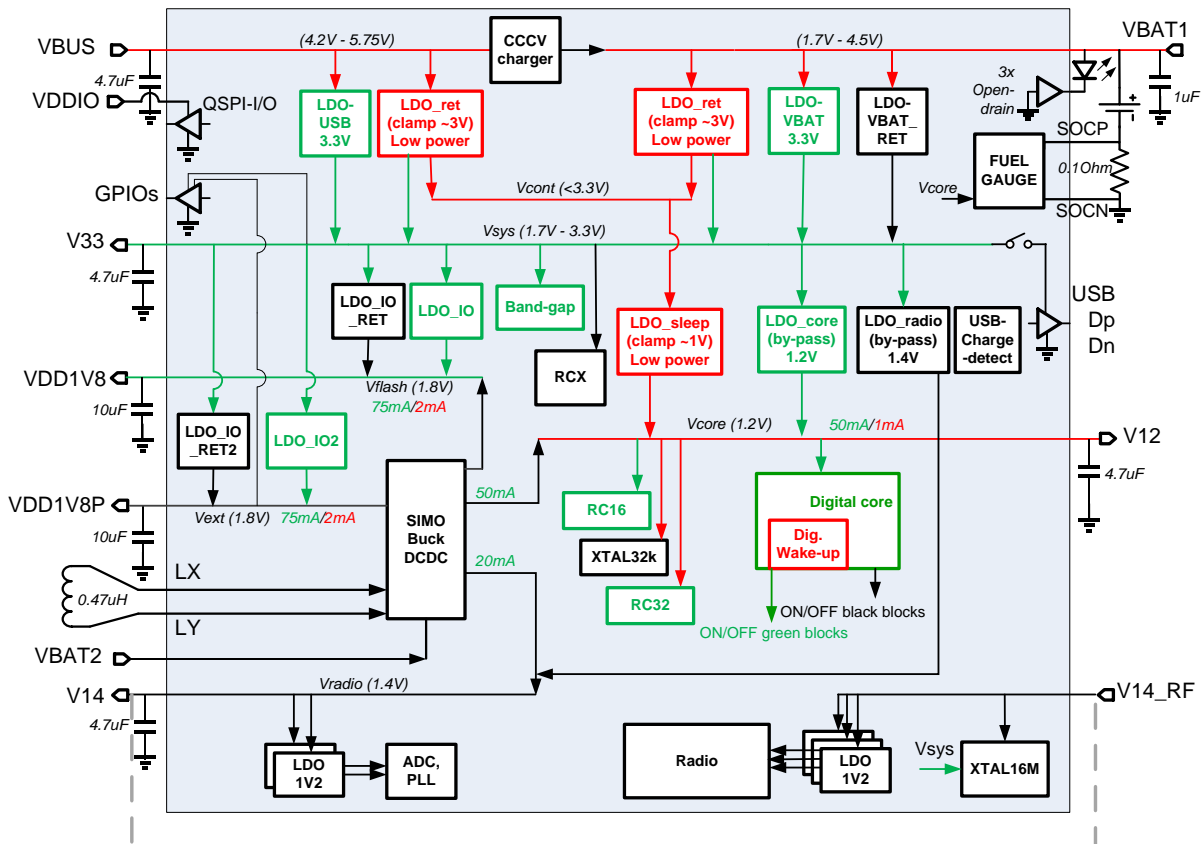 VBUS
(4.2V - 5.75V)
CCCV
charger
(1.7V - 4.5V)
VBAT1
4.7uF
VDDIO
QSPI-I/O
LDO-
USB
3.3V
LDO_ret
(clamp ~3V)
Low power
LDO_ret
(clamp ~3V)
Low power
LDO-
VBAT
3.3V
LDO-
VBAT_
RET
3x
Open-
drain
1uF
SOCP
FUEL
GAUGE
0.1Ohm
SOCN
Vcore
GPIOs
Vcont (<3.3V)
V33
Vsys (1.7V - 3.3V)
4.7uF
LDO_IO
_RET
LDO_IO
Band-gap
LDO_sleep
(clamp ~1V)
Low power
LDO_core
(by-pass)
1.2V
LDO_radio
(by-pass)
1.4V
USB-
Charge
-detect
USB
Dp
Dn
RCX
VDD1V8
Vflash (1.8V)
75mA/2mA
10uF
LDO_IO
_RET2
LDO_IO2
Vcore (1.2V)
50mA/1mA
V12
4.7uF
SIMO
Buck
DCDC
50mA
20mA
RC16
XTAL32k
RC32
Digital core
Dig.
Wake-up
VDD1V8P
Vext (1.8V)
75mA/2mA
10uF
LX
0.47uH
LY
ON/OFF black blocks
ON/OFF green blocks
VBAT2
V14
Vradio (1.4V)
V14_RF
4.7uF
LDO
1V2
ADC,
PLL
Radio
LDO
1V2
Vsys
XTAL16M